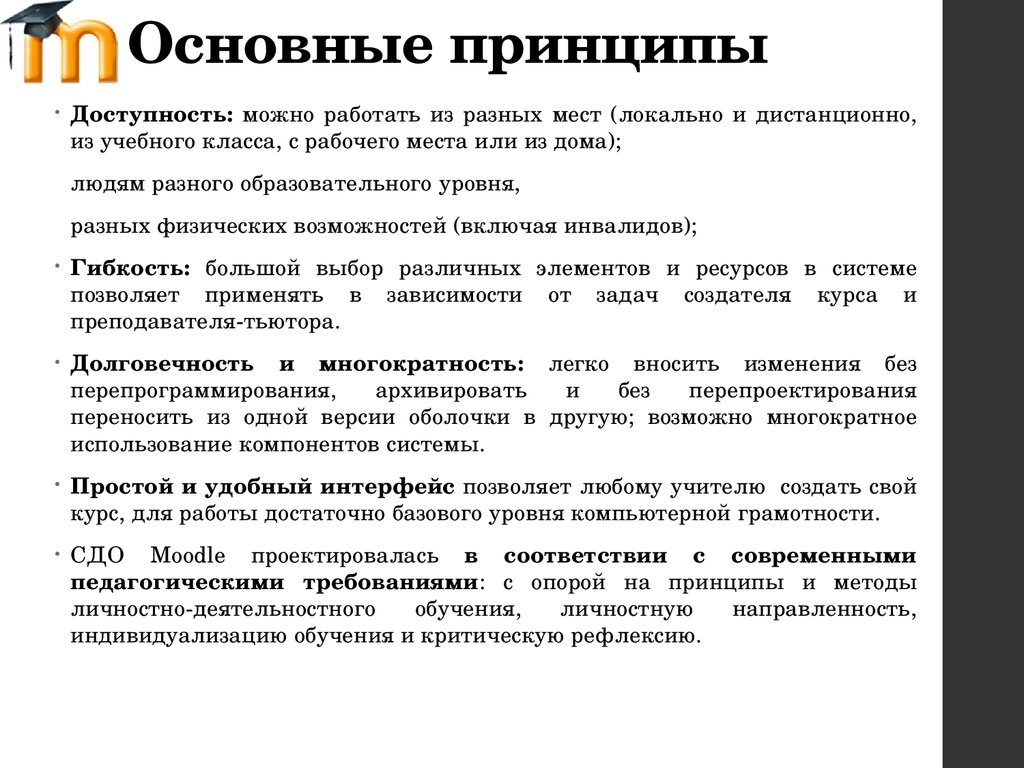 m Основные принципы
• Доступность: можно работать из разных мест (локально и дистанционно,
из учебного класса, с рабочего места или из дома);
людям разного образовательного уровня,
разных физических возможностей (включая инвалидов);
• Гибкость: большой выбор различных элементов и ресурсов в системе
позволяет применять в зависимости от задач создателя курса и
преподавателя-тьютора.
• Долговечность и многократность: легко вносить изменения без
перепрограммирования, архивировать и без перепроектирования
переносить из одной версии оболочки в другую; возможно многократное
использование компонентов системы.
• Простой и удобный интерфейс позволяет любому учителю создать свой
курс, для работы достаточно базового уровня компьютерной грамотности.
• СДО Moodle проектировалась в соответствии с современными
педагогическими требованиями: с опорой на принципы и методы
личностно-деятельностного обучения, личностную направленность,
индивидуализацию обучения и критическую рефлексию.